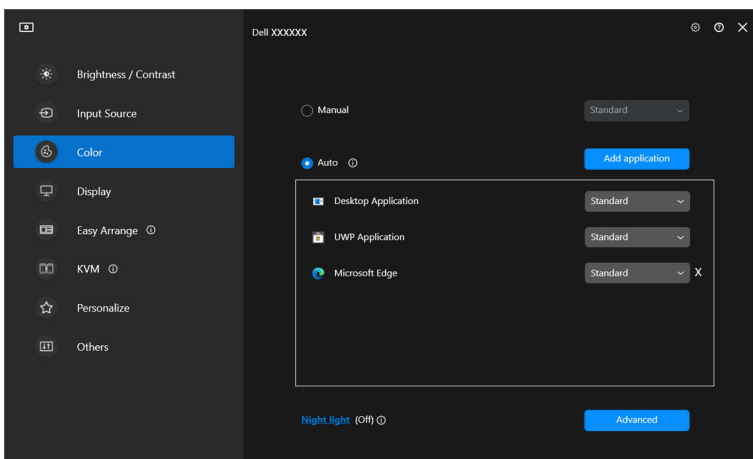 Dell XXXXXX
Brightness / Contrast
Input Source
Color
Display
Easy Arrange
KVM
Personalize
Others
Manual
Standard
Auto
Add application
Desktop Application
Standard
UWP Application
Standard
Microsoft Edge
Standard
X
Night light (Off)
Advanced